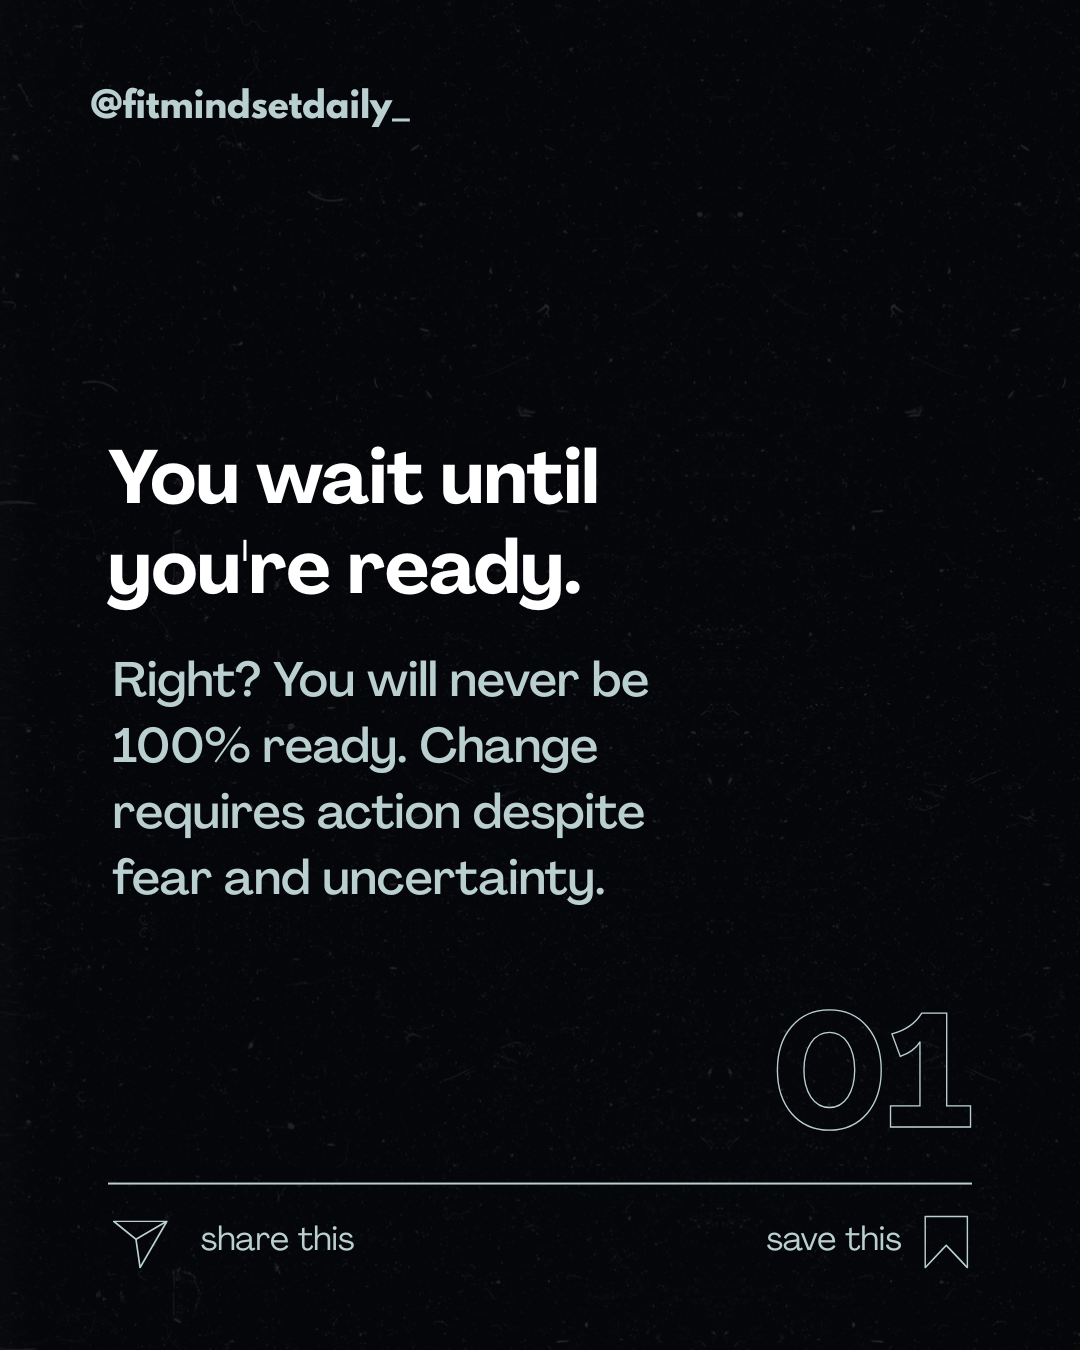 @fitmindsetdaily_
You wait until
you're ready.
Right? You will never be
100% ready. Change
requires action despite
fear and uncertainty.
01
share this
save this